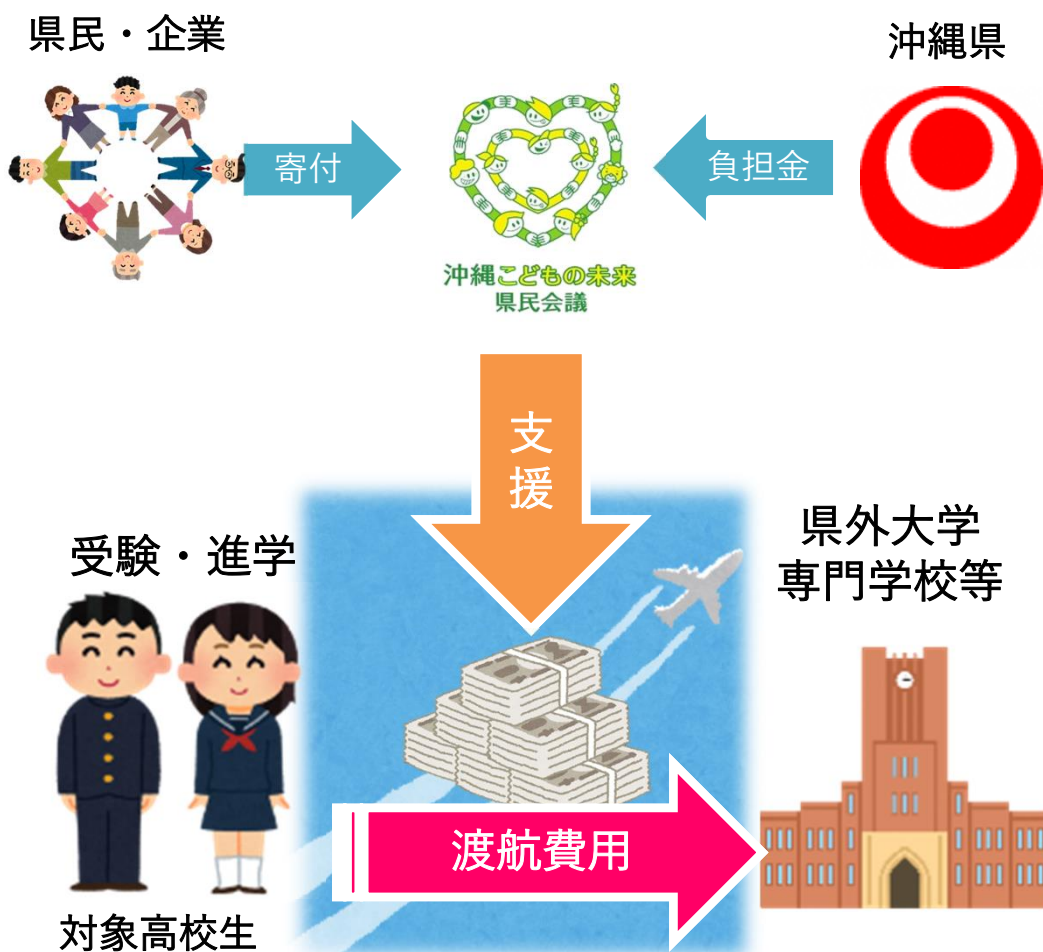 県民・企業
沖縄県
寄付
負担金
沖縄こどもの未来
県民会議
支援
受験・進学
県外大学
専門学校等
渡航費用
対象高校生